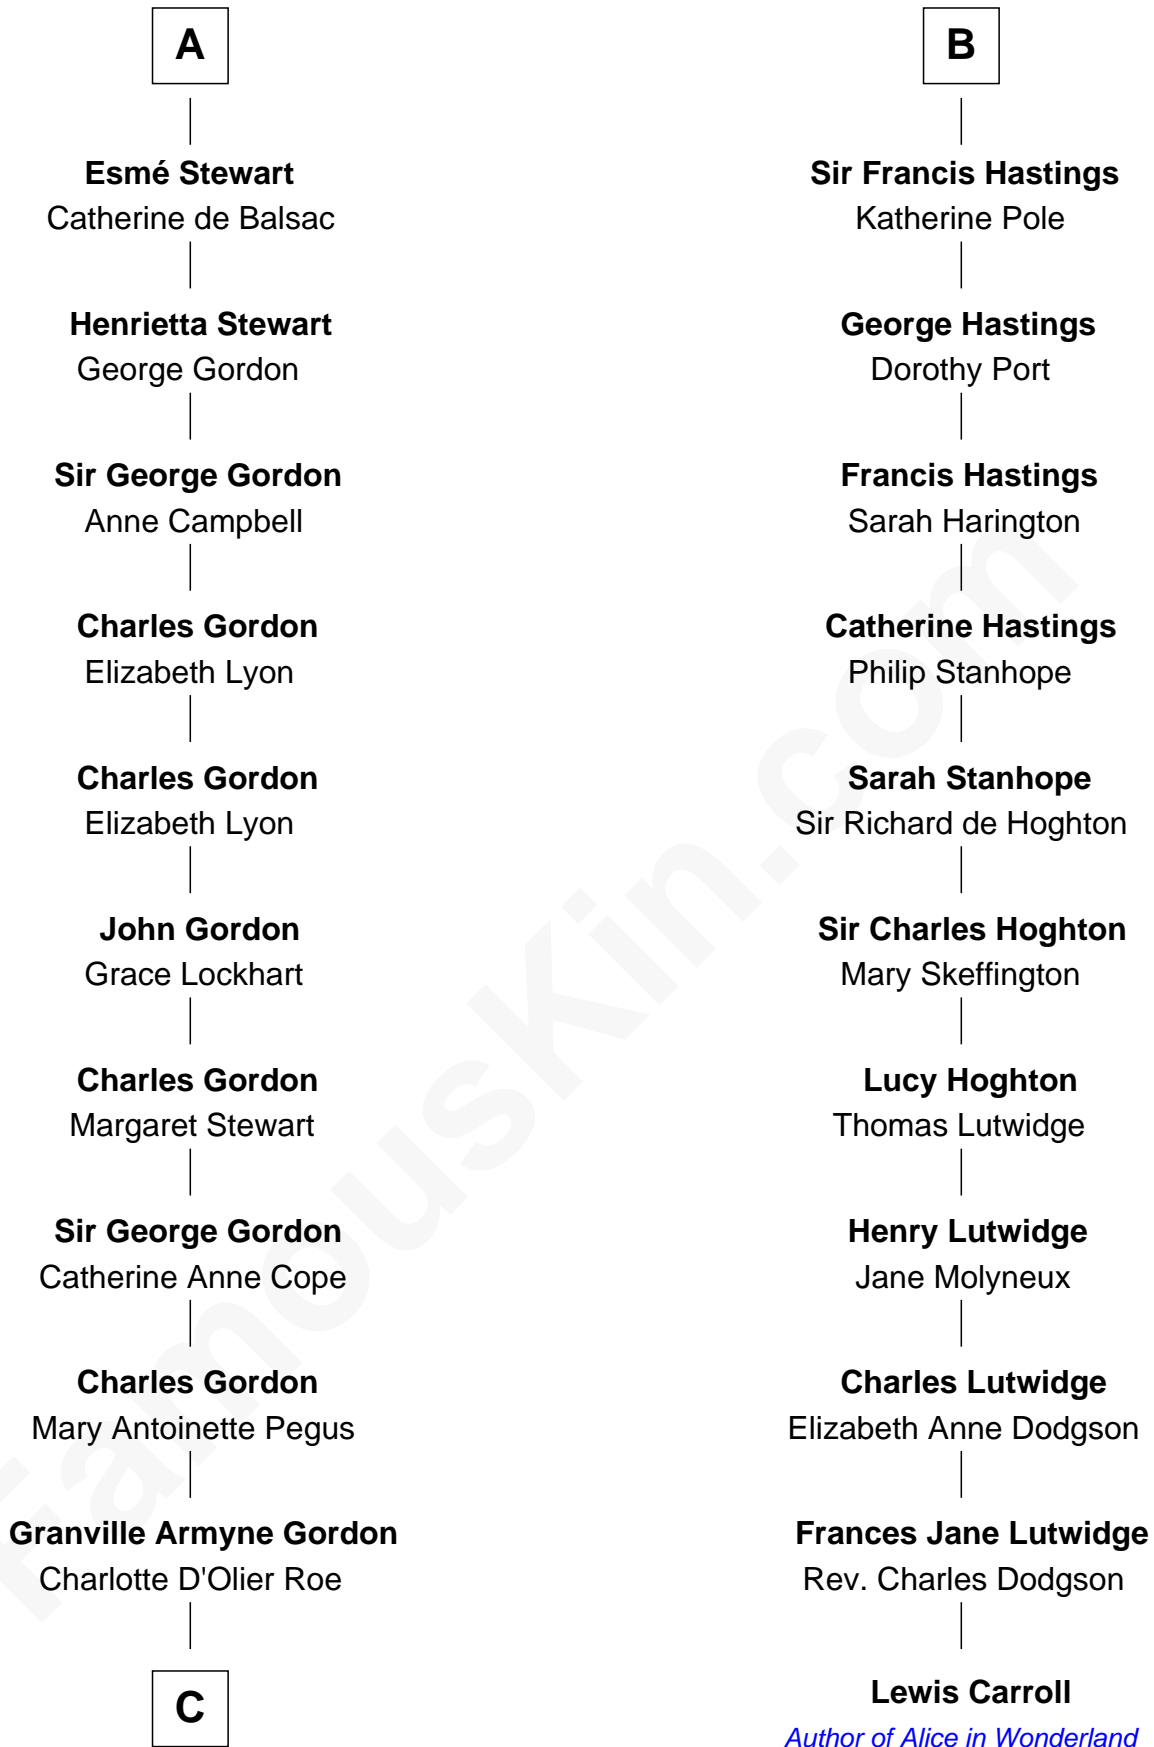 A
Esmé Stewart
Catherine de Balsac
Henrietta Stewart
George Gordon
Sir George Gordon
Anne Campbell
Charles Gordon
Elizabeth Lyon
Charles Gordon
Elizabeth Lyon
John Gordon
Grace Lockhart
Charles Gordon
Margaret Stewart
Sir George Gordon
Catherine Anne Cope
Charles Gordon
Mary Antoinette Pegus
Granville Armyne Gordon
Charlotte D'Olier Roe
C
B
Sir Francis Hastings
Katherine Pole
George Hastings
Dorothy Port
Francis Hastings
Sarah Harington
Catherine Hastings
Philip Stanhope
Sarah Stanhope
Sir Richard de Hoghton
Sir Charles Hoghton
Mary Skeffington
Lucy Hoghton
Thomas Lutwidge
Henry Lutwidge
Jane Molyneux
Charles Lutwidge
Elizabeth Anne Dodgson
Frances Jane Lutwidge
Rev. Charles Dodgson
Lewis Carroll
Author of Alice in Wonderland
FamousKin.com